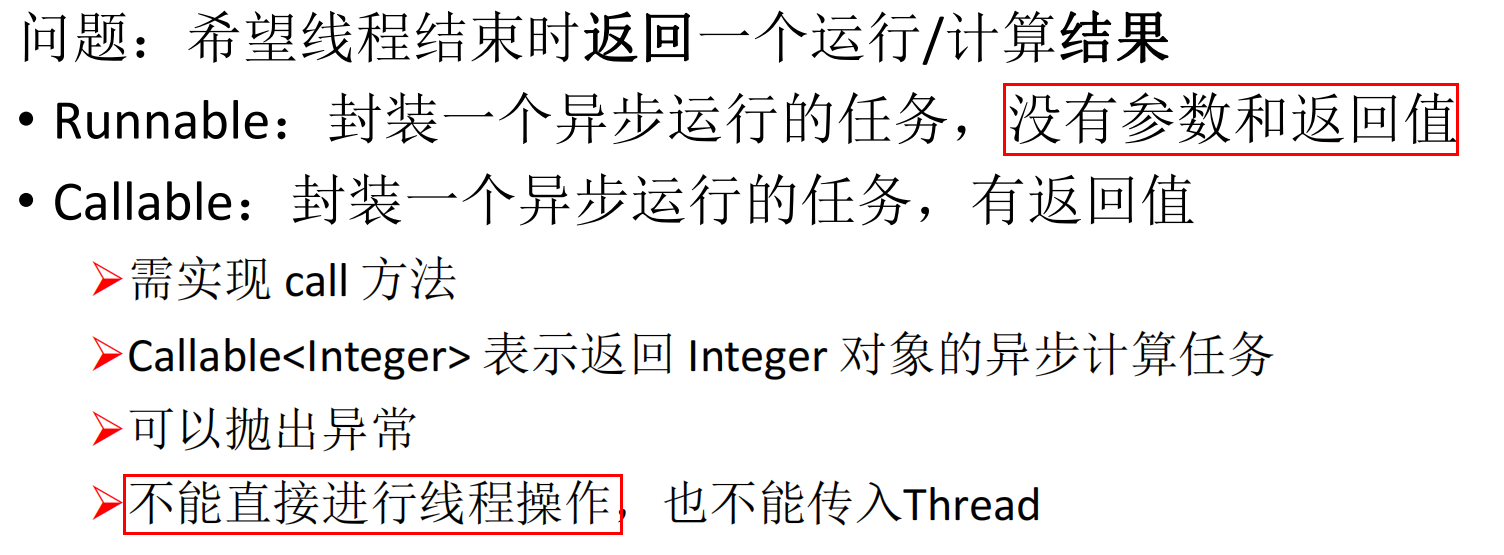 问题：希望线程结束时返回一个运行/计算结果
• Runnable：封装一个异步运行的任务，没有参数和返回值
• Callable：封装一个异步运行的任务，有返回值
➢需实现 call 方法
➢Callable<Integer> 表示返回 Integer 对象的异步计算任务
➢可以抛出异常
➢不能直接进行线程操作，也不能传入Thread